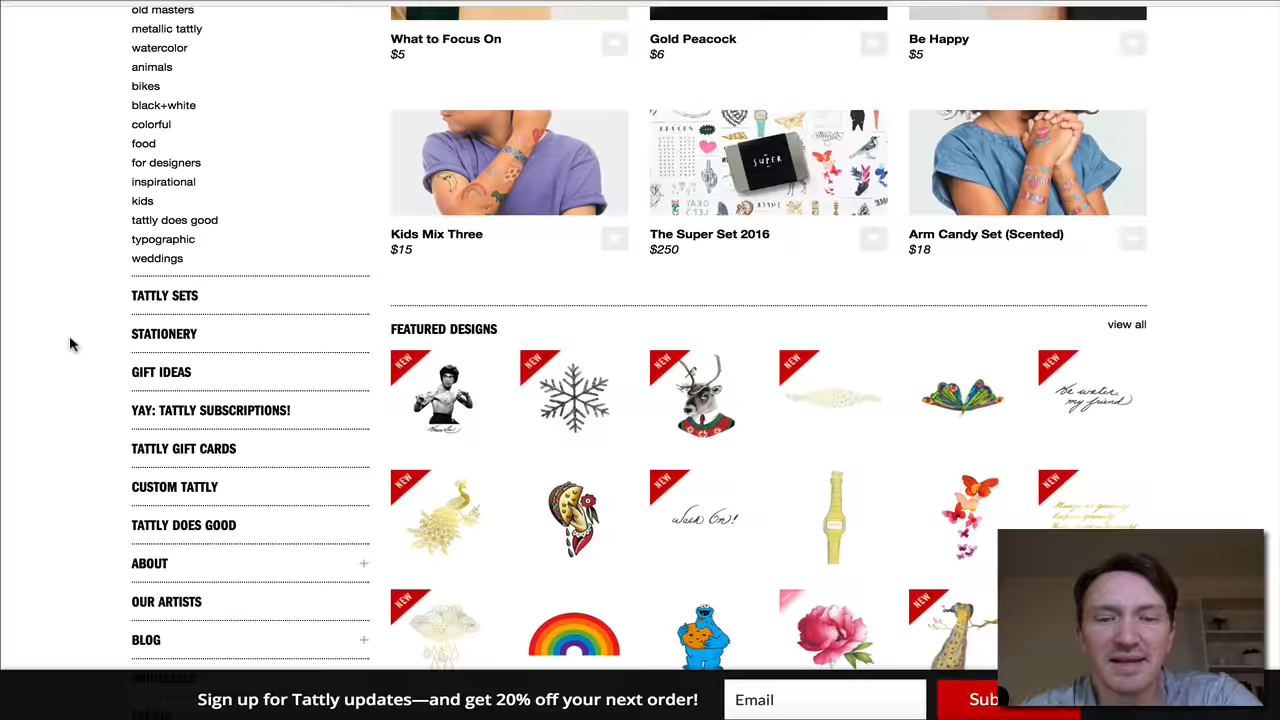 old masters
metallic tattly
watercolor
animals
bikes
black+white
colorful
food
for designers
inspirational
kids
tattly does good
typographic
weddings
TATTLY SETS
STATIONERY
GIFT IDEAS
YAY: TATTLY SUBSCRIPTIONS!
TATTLY GIFT CARDS
CUSTOM TATTLY
TATTLY DOES GOOD
ABOUT +
OUR ARTISTS
BLOG +
What to Focus On
$5
Gold Peacock
$6
Be Happy
$5
SUPER
Kids Mix Three
$15
The Super Set 2016
$250
Arm Candy Set (Scented)
$18
FEATURED DESIGNS
view all
NEW
NEW
NEW
NEW
NEW
Be water
my friend
NEW
NEW
Walk On!
NEW
NEW
NEW
Sign up for Tattly updates—and get 20% off your next order!
Email
Sub